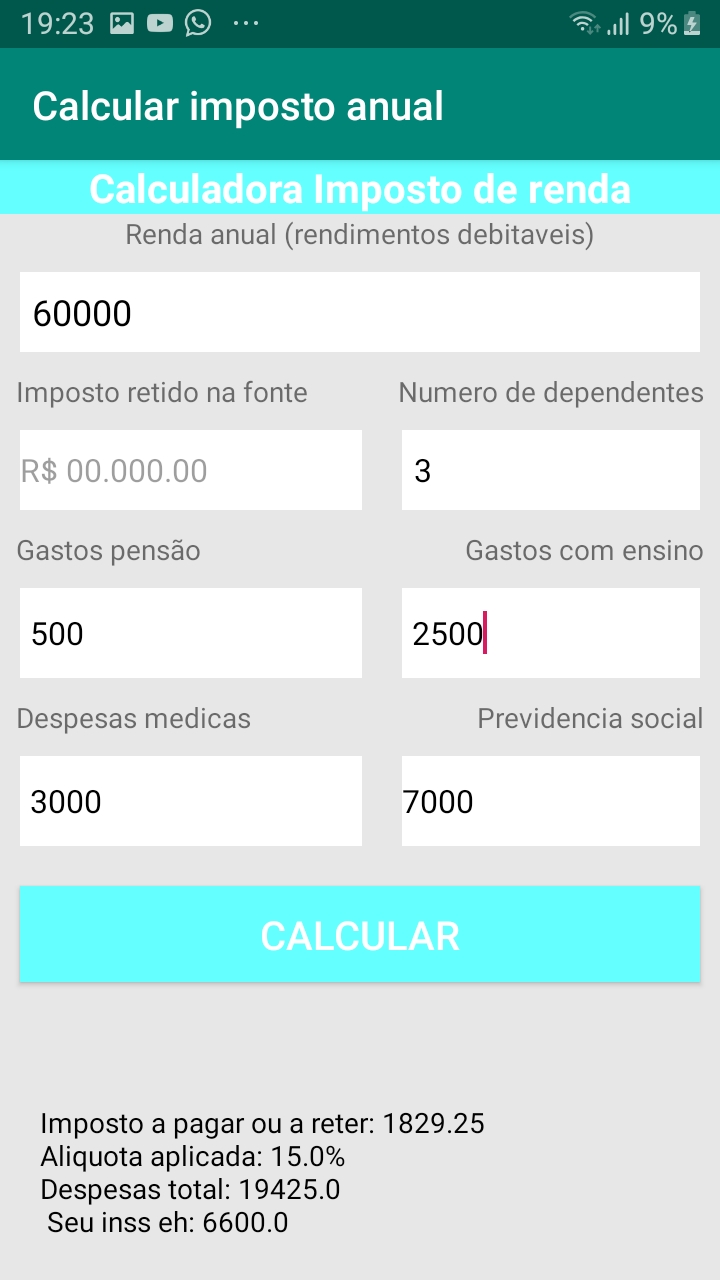 19:23 ... 9%
Calcular imposto anual
Calculadora Imposto de renda
Renda anual (rendimentos debitaveis)
60000
Imposto retido na fonte Numero de dependentes
R$ 00.000.00 3
Gastos pensão Gastos com ensino
500 2500
Despesas medicas Previdencia social
3000 7000
CALCULAR
Imposto a pagar ou a reter: 1829.25
Aliquota aplicada: 15.0%
Despesas total: 19425.0
Seu inss eh: 6600.0